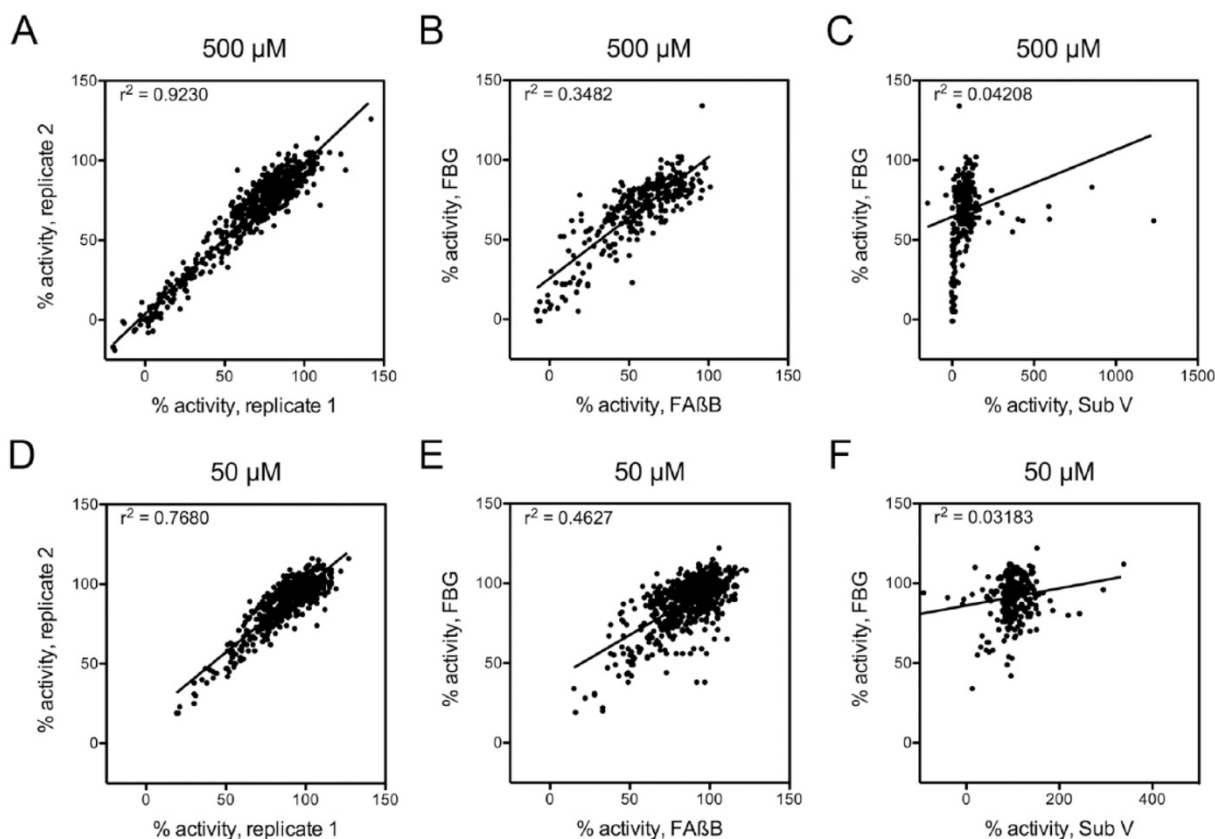 A
500 µM
r² = 0.9230
% activity, replicate 2
150
100
50
0
0
50
100
150
% activity, replicate 1
B
500 µM
r² = 0.3482
% activity, FBG
150
100
50
0
0
50
100
150
% activity, FAßB
C
500 µM
r² = 0.04208
% activity, FBG
150
100
50
0
0
500
1000
1500
% activity, Sub V
D
50 µM
r² = 0.7680
% activity, replicate 2
150
100
50
0
0
50
100
150
% activity, replicate 1
E
50 µM
r² = 0.4627
% activity, FBG
150
100
50
0
0
50
100
150
% activity, FAßB
F
50 µM
r² = 0.03183
% activity, FBG
150
100
50
0
0
200
400
% activity, Sub V